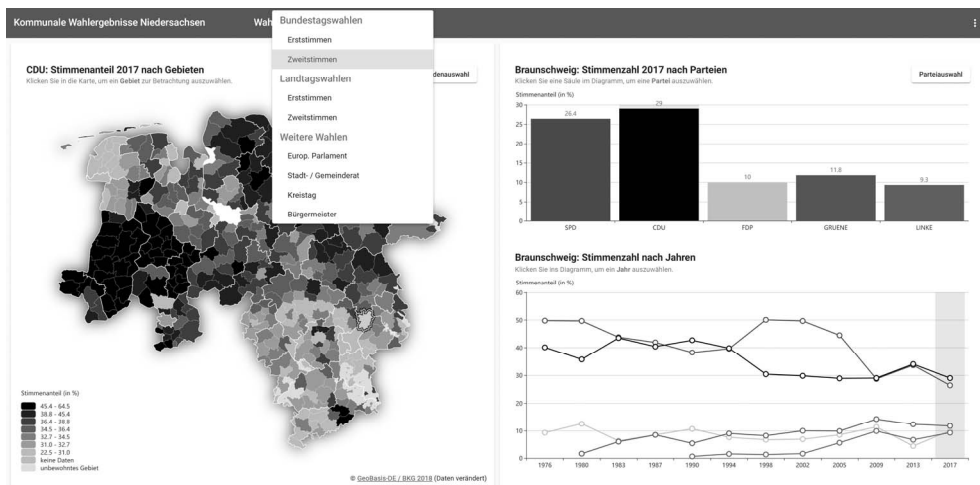 Kommunale Wahlergebnisse Niedersachsen
Wah
Bundestagswahlen
Erststimmen
Zweitstimmen
Landtagswahlen
Erststimmen
Zweitstimmen
Weitere Wahlen
Europ. Parlament
Stadt- / Gemeinderat
Kreistag
Bürgermeister
CDU: Stimmenanteil 2017 nach Gebieten
Klicken Sie in die Karte, um ein Gebiet zur Betrachtung auszuwählen.
denauswahl
Stimmenanteil (in %)
45.4 - 64.5
38.8 - 45.4
36.4 - 38.8
34.5 - 36.4
32.7 - 34.5
31.0 - 32.7
22.5 - 31.0
keine Daten
unbewohntes Gebiet
© GeoBasis-DE / BKG 2018 (Daten verändert)
Braunschweig: Stimmenzahl 2017 nach Parteien
Klicken Sie eine Säule im Diagramm, um eine Partei auszuwählen.
Parteiauswahl
Stimmenanteil (in %)
30
25
20
15
10
5
0
26.4
29
10
11.8
9.3
SPD
CDU
FDP
GRUENE
LINKE
Braunschweig: Stimmenzahl nach Jahren
Klicken Sie ins Diagramm, um ein Jahr auszuwählen.
Stimmenanteil (in %)
60
50
40
30
20
10
0
1976
1980
1983
1987
1990
1994
1998
2002
2005
2009
2013
2017